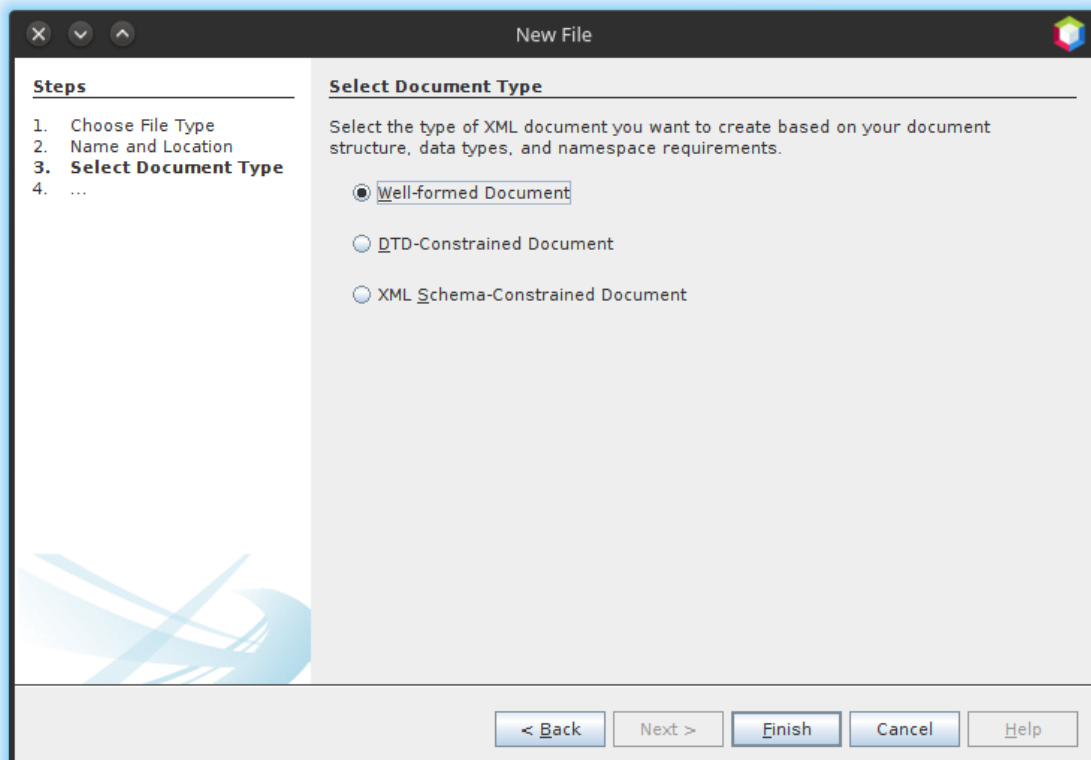 New File
Steps
1. Choose File Type
2. Name and Location
3. Select Document Type
4. ...
Select Document Type
Select the type of XML document you want to create based on your document
structure, data types, and namespace requirements.
Well-formed Document
DTD-Constrained Document
XML Schema-Constrained Document
< Back Next > Finish Cancel Help